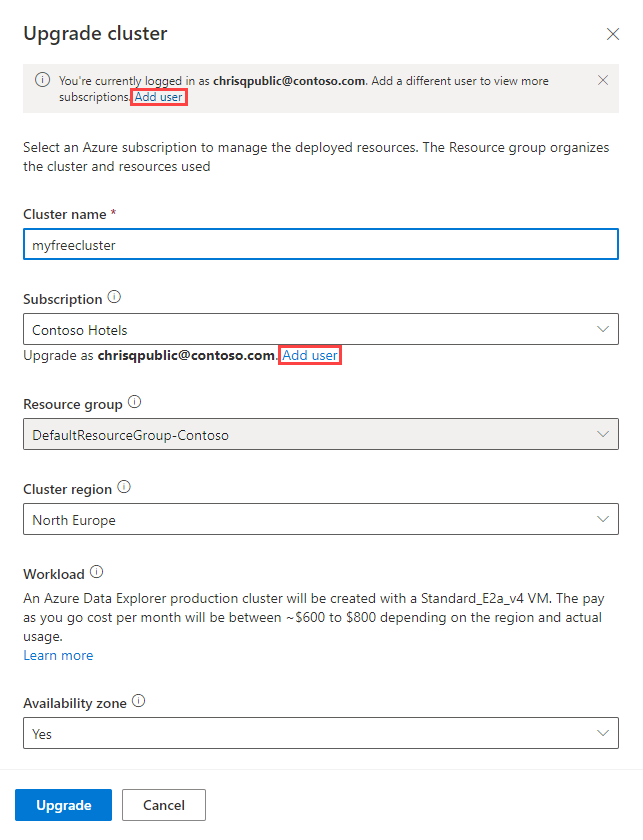 Upgrade cluster
You're currently logged in as chrisqpublic@contoso.com. Add a different user to view more
subscriptions. Add user
Select an Azure subscription to manage the deployed resources. The Resource group organizes
the cluster and resources used
Cluster name *
myfreecluster
Subscription
Contoso Hotels
Upgrade as chrisqpublic@contoso.com. Add user
Resource group
DefaultResourceGroup-Contoso
Cluster region
North Europe
Workload
An Azure Data Explorer production cluster will be created with a Standard_E2a_v4 VM. The pay
as you go cost per month will be between ~$600 to $800 depending on the region and actual
usage.
Learn more
Availability zone
Yes
Upgrade
Cancel